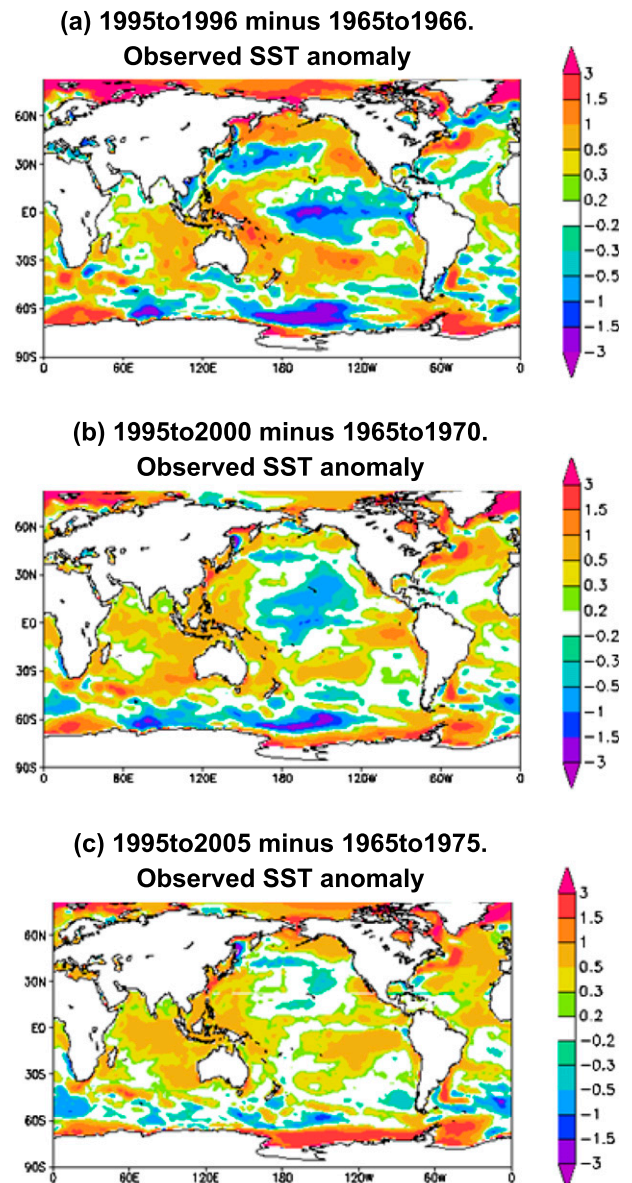 (a) 1995to1996 minus 1965to1966.
Observed SST anomaly
3
1.5
1
0.5
0.3
0.2
-0.2
-0.3
-0.5
-1
-1.5
-3
60N
30N
EQ
30S
60S
90S
0 60E 120E 180 120W 60W 0
(b) 1995to2000 minus 1965to1970.
Observed SST anomaly
3
1.5
1
0.5
0.3
0.2
-0.2
-0.3
-0.5
-1
-1.5
-3
60N
30N
EQ
30S
60S
90S
0 60E 120E 180 120W 60W 0
(c) 1995to2005 minus 1965to1975.
Observed SST anomaly
3
1.5
1
0.5
0.3
0.2
-0.2
-0.3
-0.5
-1
-1.5
-3
60N
30N
EQ
30S
60S
90S
0 60E 120E 180 120W 60W 0